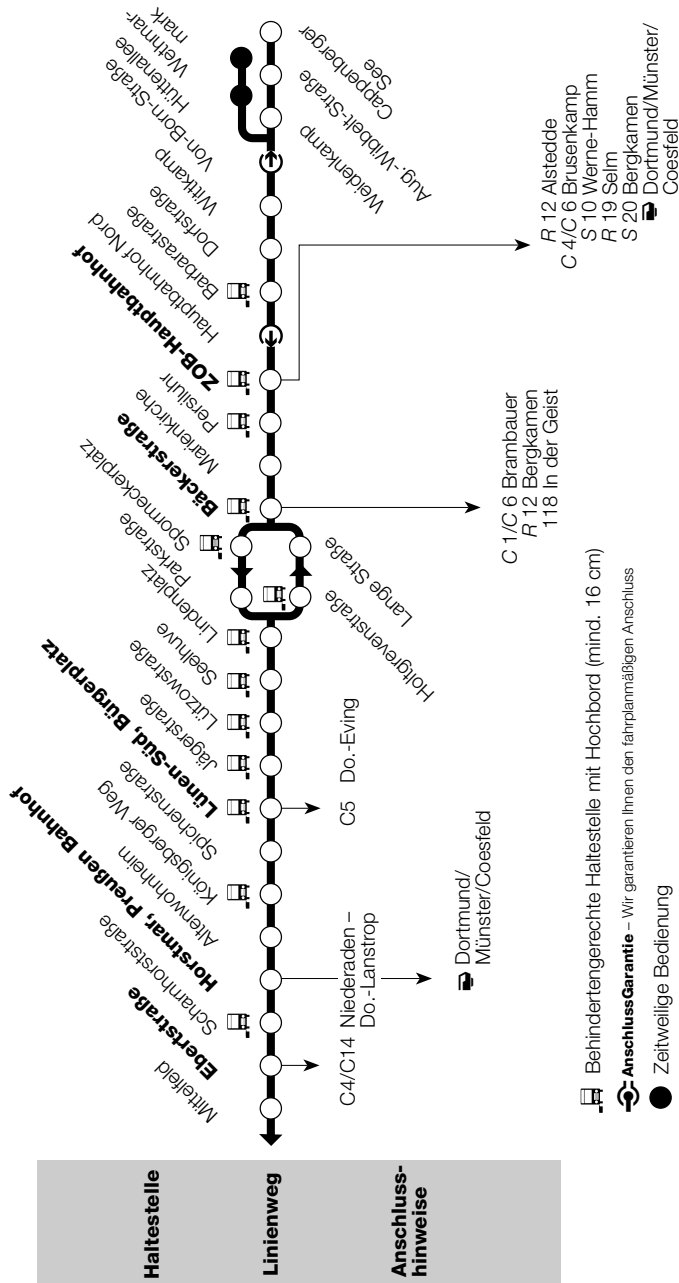 Haltestelle
Mittelfeld
Ebertstraße
Scharnhorststraße
Horstmar, Preußen Bahnhof
Altenwohnheim
Königsberger Weg
Spichernstraße
Lünen-Süd, Bürgerplatz
Jägerstraße
Lützowstraße
Seelhuve
Lindenplatz
Parkstraße
Spormeckerplatz
Bäckerstraße
Marienkirche
Persiluhr
ZOB-Hauptbahnhof
Hauptbahnhof Nord
Barbarastraße
Dorfstraße
Wittkamp
Von-Born-Straße
Hüttenallee
Wethmar-
mark
Linienweg
Holtgrevenstraße
Lange Straße
Weidenkamp
Aug.-Wibbelt-Straße
Cappenberger
See
Anschluss-
hinweise
C4/C14 Niederaden –
Do.-Lanstrop
Dortmund/
Münster/Coesfeld
C5 Do.-Eving
C 1/C 6 Brambauer
R 12 Bergkamen
118 In der Geist
R 12 Alstedde
C 4/C 6 Brusenkamp
S 10 Werne-Hamm
R 19 Selm
S 20 Bergkamen
Dortmund/Münster/
Coesfeld
Behindertengerechte Haltestelle mit Hochbord (mind. 16 cm)
AnschlussGarantie – Wir garantieren Ihnen den fahrplanmäßigen Anschluss
Zeitweilige Bedienung